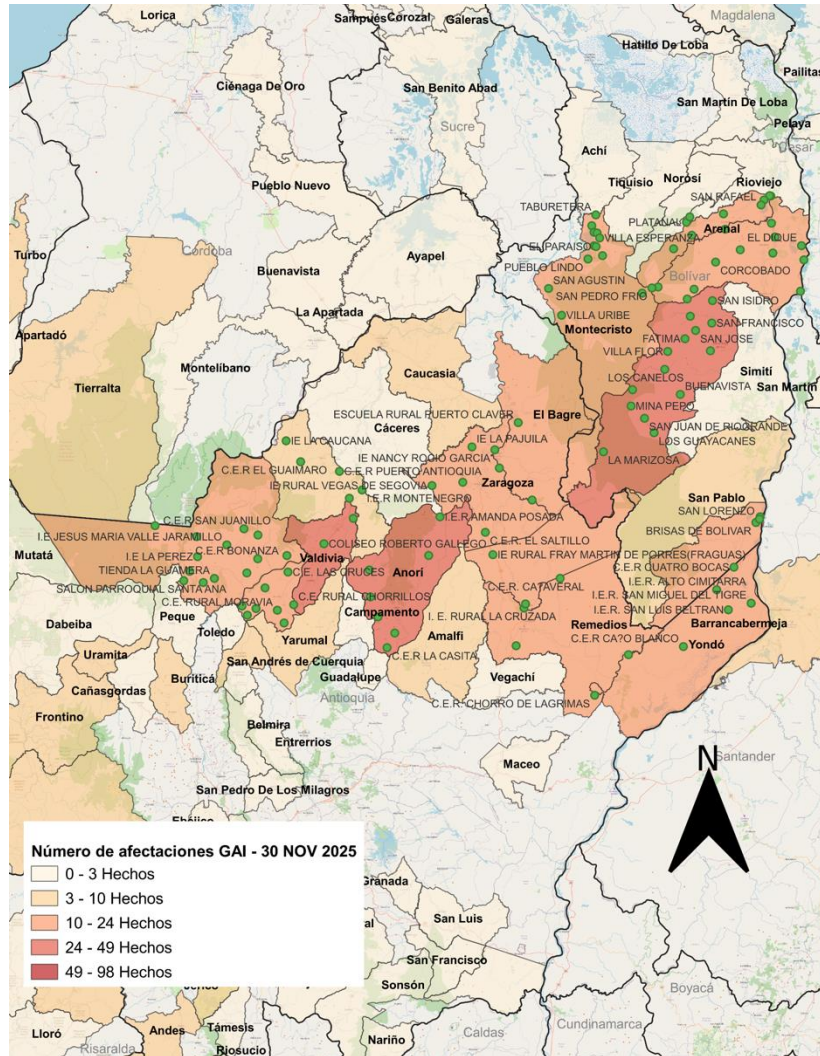 Lorica
Sampués
Corozal
Galeras
Magdalena
Hatillo De Loba
Pailitas
Ciénaga De Oro
San Benito Abad
San Martín De Loba
Pelaya
Sucre
Cesar
Achí
Pueblo Nuevo
Tiquisio
Norosí
SAN RAFAEL
Rioviejo
TABURETERA
PLATANAL
Arenal
Turbo
Córdoba
EL PARAISO
VILLA ESPERANZA
EL DIQUE
Buenavista
Ayapel
PUEBLO LINDO
Bolívar
CORCOBADO
SAN AGUSTIN
La Apartada
SAN PEDRO FRIO
SAN ISIDRO
Apartadó
VILLA URIBE
Montecristo
SAN FRANCISCO
FATIMA
SAN JOSE
Montelíbano
VILLA FLOR
Tierralta
Caucasia
Simití
LOS CANELOS
San Martín
BUENAVISTA
ESCUELA RURAL PUERTO CLAVER
El Bagre
MINA PEPO
Cáceres
SAN JUAN DE RIOGRANDE
IE LA CAUCANA
IE LA PAJUILA
LOS GUAYACANES
IE NANCY ROCIO GARCIA
LA MARIZOSA
C.E.R EL GUAIMARO
C.E.R PUERTO ANTIOQUIA
Zaragoza
IE RURAL VEGAS DE SEGOVIA
San Pablo
I.E.R MONTENEGRO
SAN LORENZO
C.E.R SAN JUANILLO
I.E.R AMANDA POSADA
BRISAS DE BOLIVAR
I.E JESUS MARIA VALLE JARAMILLO
COLISEO ROBERTO GALLEGO
C.E.R. EL SALTILLO
Mutatá
I.E LA PEREZ
C.E.R BONANZA
Valdivia
IE RURAL FRAY MARTIN DE PORRES(FRAGUAS)
TIENDA LA GUAMERA
C.E. LAS CRUCES
Anorí
C.E.R CUATRO BOCAS
SALON PARROQUIAL SANTA ANA
C.E.R. CAÑAVERAL
I.E.R. ALTO CIMITARRA
C.E. RURAL MORAVIA
C.E. RURAL CHORRILLOS
I.E.R. SAN MIGUEL DEL TIGRE
Dabeiba
Peque
Campamento
I. E. RURAL LA CRUZADA
I.E.R. SAN LUIS BELTRAN
Toledo
Remedios
Barrancabermeja
Uramita
Yarumal
Amalfi
C.E.R CA?O BLANCO
San Andrés de Cuerquia
C.E.R LA CASITA
Yondó
Cañasgordas
Buriticá
Guadalupe
Vegachí
Frontino
Antioquia
C.E.R-CHORRO DE LAGRIMAS
Belmira
Entrerríos
Santander
Maceo
N
San Pedro De Los Milagros
Número de afectaciones GAI - 30 NOV 2025
0 - 3 Hechos
3 - 10 Hechos
10 - 24 Hechos
24 - 49 Hechos
49 - 98 Hechos
Granada
San Luis
San Francisco
Sonsón
Boyacá
Lloró
Andes
Támesis
Nariño
Caldas
Cundinamarca
Risaralda
Riosucio